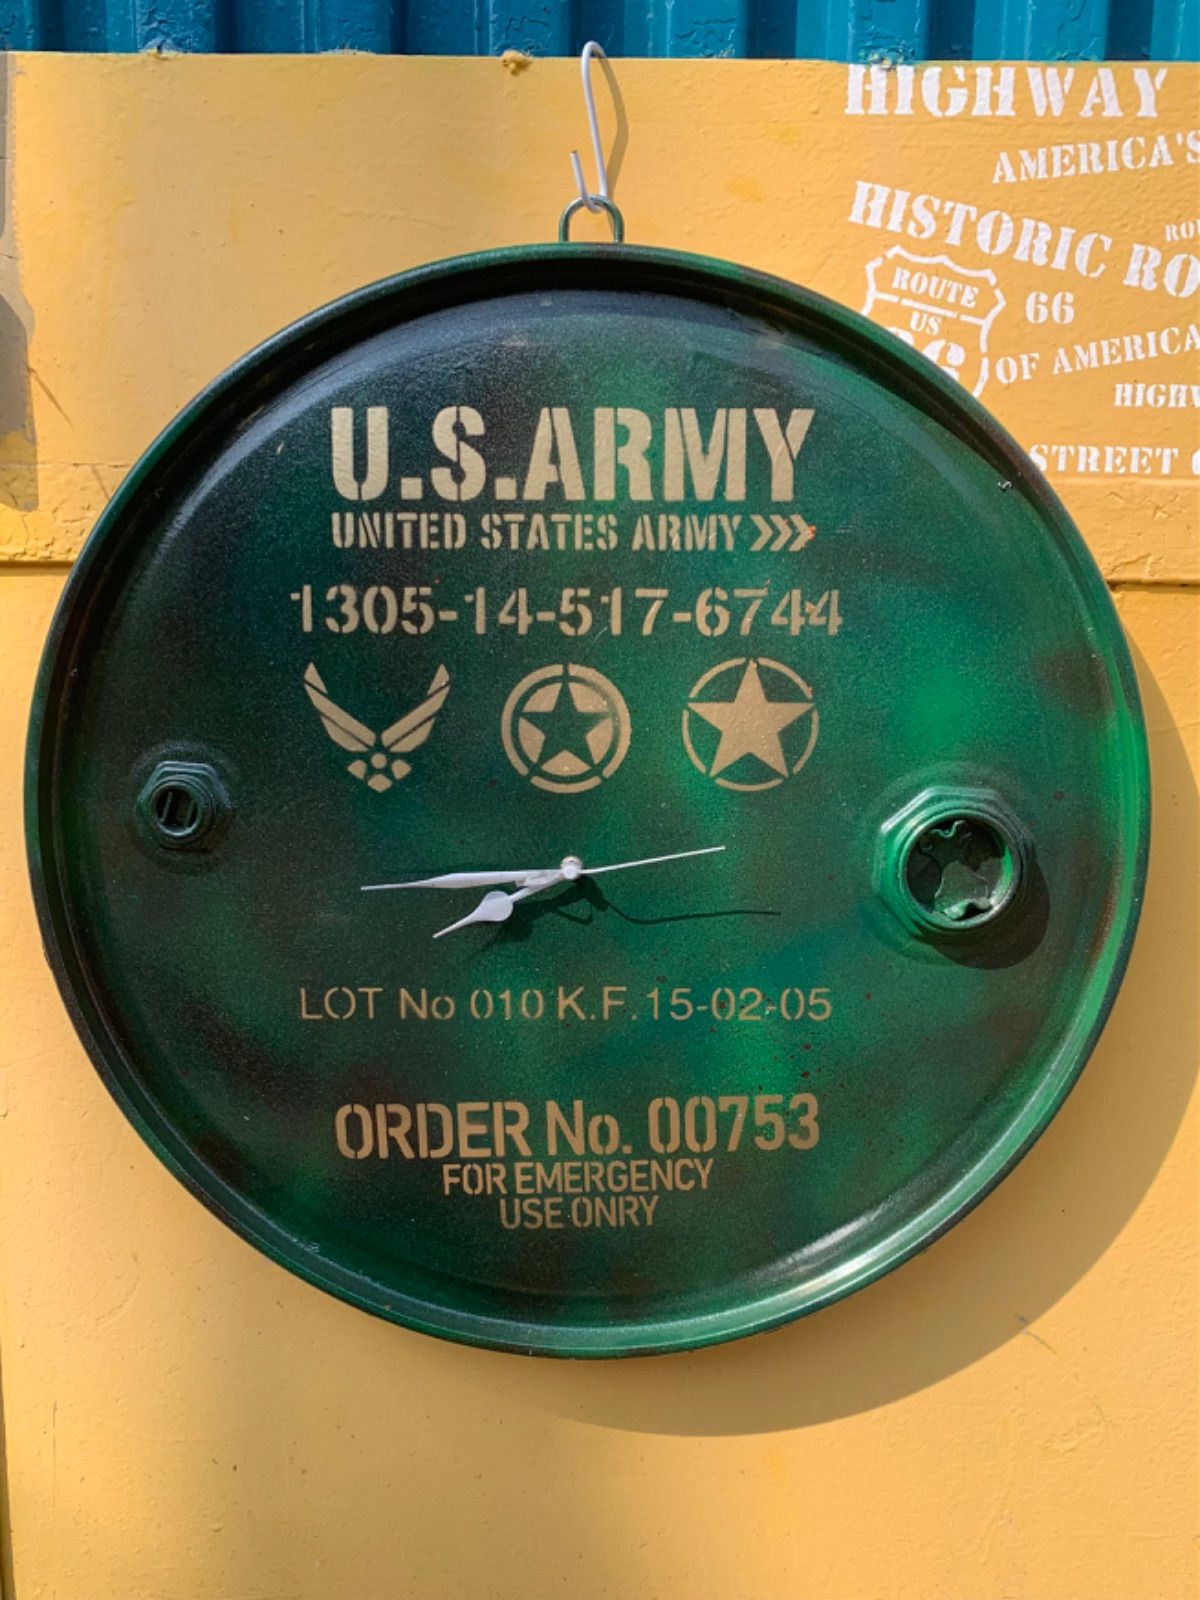 HIGHWAY
AMERICA'S
HISTORIC RO
ROUTE
US
66
OF AMERICA
HIGHW
STREET
U.S.ARMY
UNITED STATES ARMY
1305-14-517-6744
LOT No 010 K.F. 15-02-05
ORDER No. 00753
FOR EMERGENCY
USE ONRY